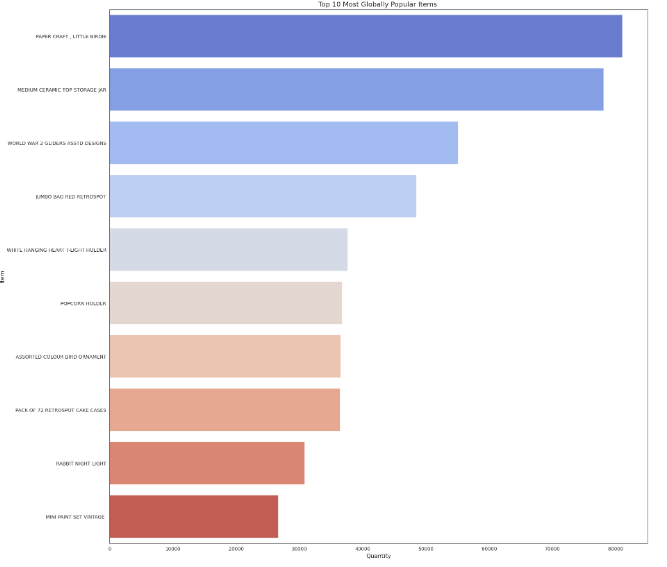 Top 10 Most Globally Popular Items
PAPER CRAFT , LITTLE BIRDIE
MEDIUM CERAMIC TOP STORAGE JAR
WORLD WAR 2 GLIDERS ASSTD DESIGNS
JUMBO BAG RED RETROSPOT
WHITE HANGING HEART T-LIGHT HOLDER
Item
POPCORN HOLDER
ASSORTED COLOUR BIRD ORNAMENT
PACK OF 72 RETROSPOT CAKE CASES
RABBIT NIGHT LIGHT
MINI PAINT SET VINTAGE
0 10000 20000 30000 40000 50000 60000 70000 80000
Quantity